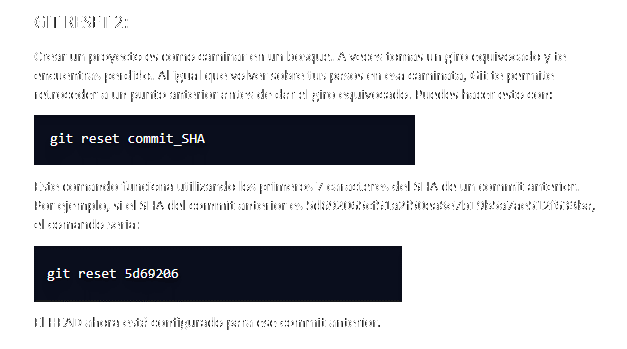 GIT RESET 2:
Crear un proyecto es como caminar en un bosque. A veces tomas un giro equivocado y te
encuentras perdido. Al igual que volver sobre tus pasos en esa caminata, Git te permite
retroceder a un punto anterior antes de dar el giro equivocado. Puedes hacer esto con:
git reset commit_SHA
Este comando funciona utilizando los primeros 7 caracteres del SHA de un commit anterior.
Por ejemplo, si el SHA del commit anterior es
el comando sería:
git reset 5d69206
El HEAD ahora está configurado para ese commit anterior.